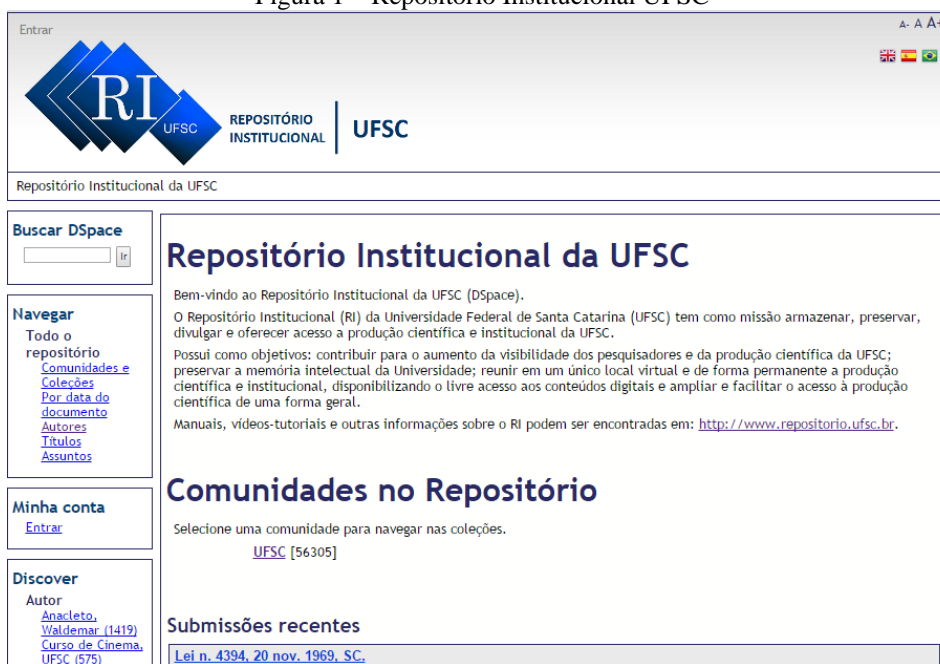 Figura 1 – Repositório Institucional UFSC
Entrar
A- A A+
RI
UFSC
REPOSITÓRIO
INSTITUCIONAL
UFSC
Repositório Institucional da UFSC
Buscar DSpace
Ir
Navegar
Todo o
repositório
Comunidades e
Coleções
Por data do
documento
Autores
Títulos
Assuntos
Minha conta
Entrar
Discover
Autor
Anacleto,
Waldemar (1419)
Curso de Cinema,
UFSC (575)
Repositório Institucional da UFSC
Bem-vindo ao Repositório Institucional da UFSC (DSpace).
O Repositório Institucional (RI) da Universidade Federal de Santa Catarina (UFSC) tem como missão armazenar, preservar,
divulgar e oferecer acesso a produção científica e institucional da UFSC.
Possui como objetivos: contribuir para o aumento da visibilidade dos pesquisadores e da produção científica da UFSC;
preservar a memória intelectual da Universidade; reunir em um único local virtual e de forma permanente a produção
científica e institucional, disponibilizando o livre acesso aos conteúdos digitais e ampliar e facilitar o acesso à produção
científica de uma forma geral.
Manuais, vídeos-tutoriais e outras informações sobre o RI podem ser encontradas em: http://www.repositorio.ufsc.br.
Comunidades no Repositório
Selecione uma comunidade para navegar nas coleções.
UFSC [56305]
Submissões recentes
Lei n. 4394, 20 nov. 1969, SC.